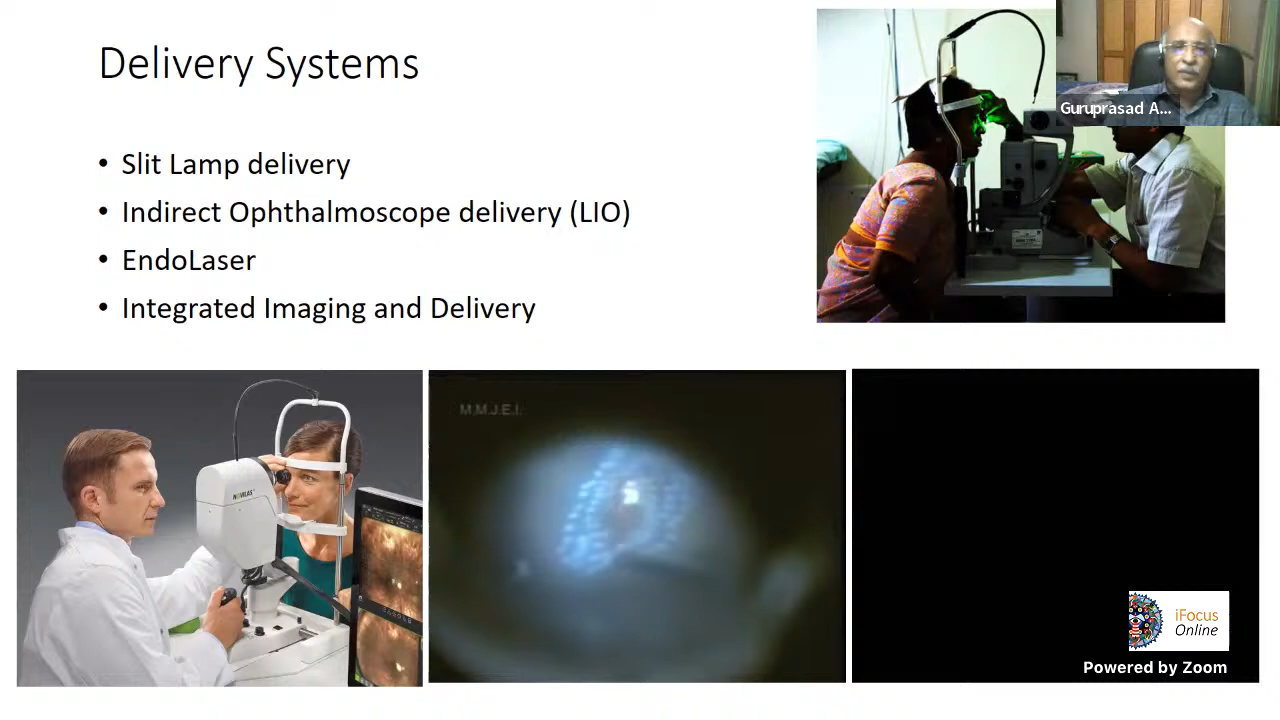 Delivery Systems
Guruprasad A...
• Slit Lamp delivery
• Indirect Ophthalmoscope delivery (LIO)
• EndoLaser
• Integrated Imaging and Delivery
M.M.J.E.I.
iFocus
Online
Powered by Zoom